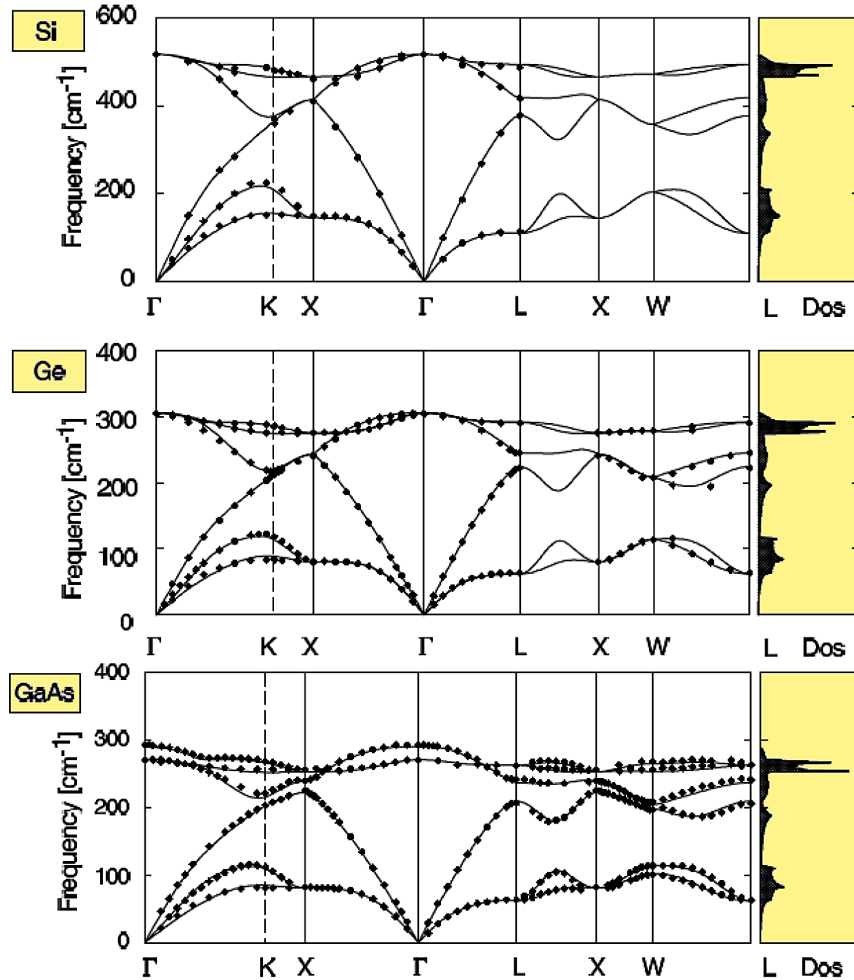 Si
Frequency [cm-1]
600
400
200
0
Γ K X Γ L X W L Dos
Ge
Frequency [cm-1]
400
300
200
100
0
Γ K X Γ L X W L Dos
GaAs
Frequency [cm-1]
400
300
200
100
0
Γ K X Γ L X W L Dos